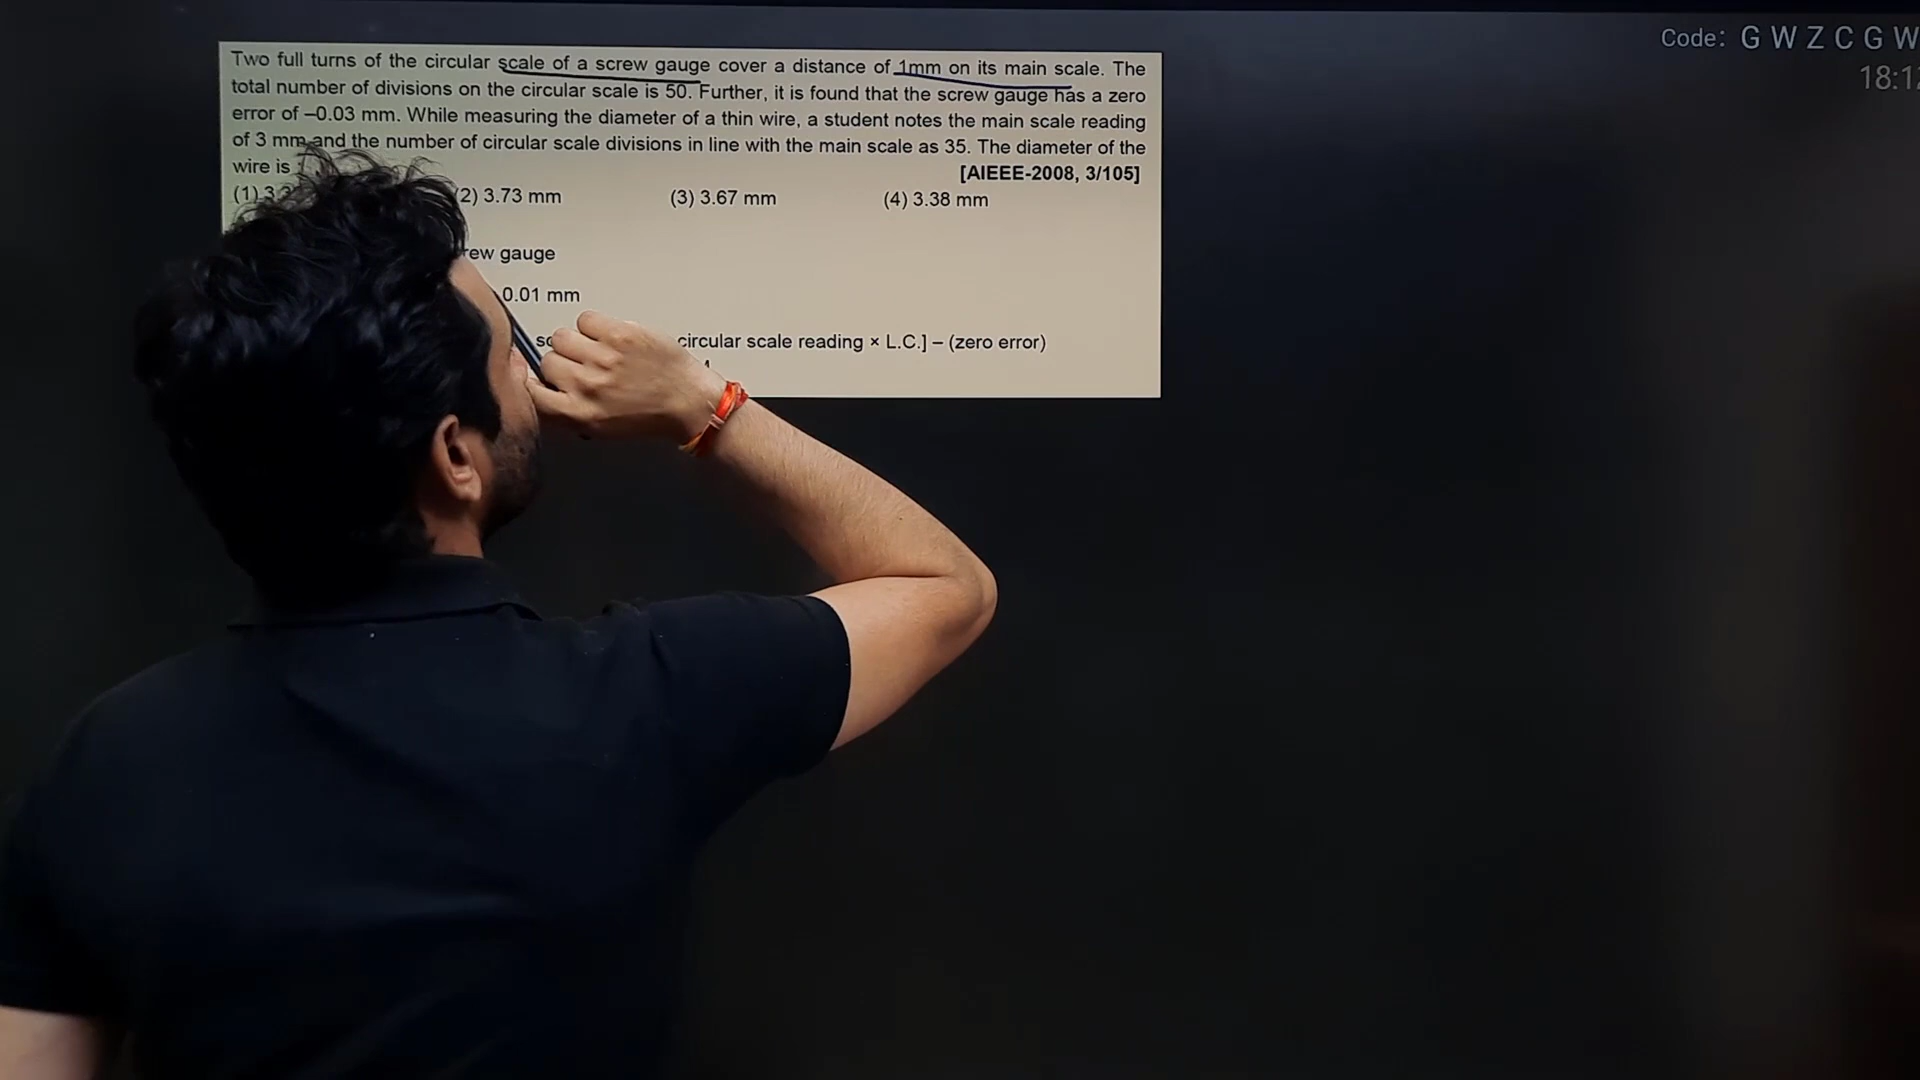 Code: G W Z C G W
18:12
Two full turns of the circular scale of a screw gauge cover a distance of 1mm on its main scale. The
total number of divisions on the circular scale is 50. Further, it is found that the screw gauge has a zero
error of –0.03 mm. While measuring the diameter of a thin wire, a student notes the main scale reading
of 3 mm and the number of circular scale divisions in line with the main scale as 35. The diameter of the
wire is
[AIEEE-2008, 3/105]
(1) 3.3 (2) 3.73 mm (3) 3.67 mm (4) 3.38 mm
rew gauge
0.01 mm
circular scale reading × L.C.] – (zero error)